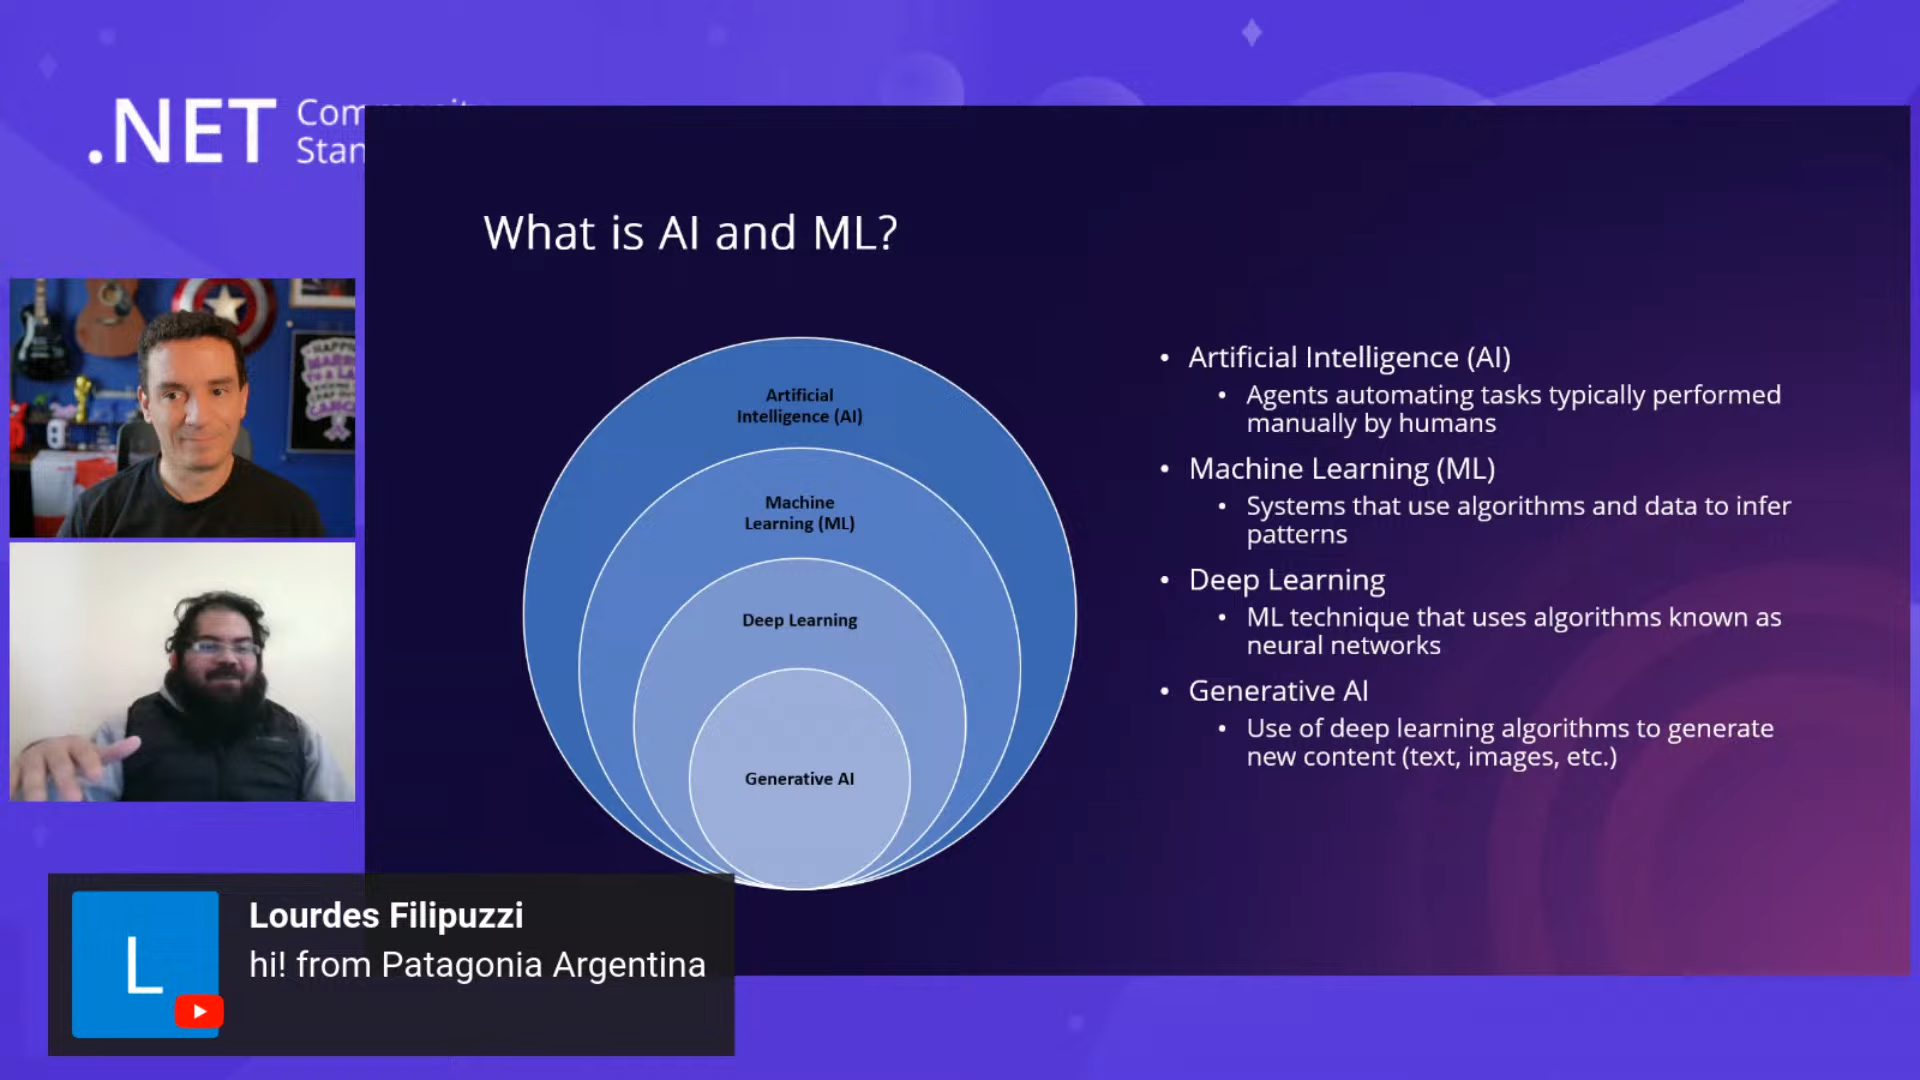 .NET
Com
Stan
What is AI and ML?
Artificial
Intelligence (AI)
Machine
Learning (ML)
Deep Learning
Generative AI
• Artificial Intelligence (AI)
• Agents automating tasks typically performed
manually by humans
• Machine Learning (ML)
• Systems that use algorithms and data to infer
patterns
• Deep Learning
• ML technique that uses algorithms known as
neural networks
• Generative AI
• Use of deep learning algorithms to generate
new content (text, images, etc.)
L
Lourdes Filipuzzi
hi! from Patagonia Argentina